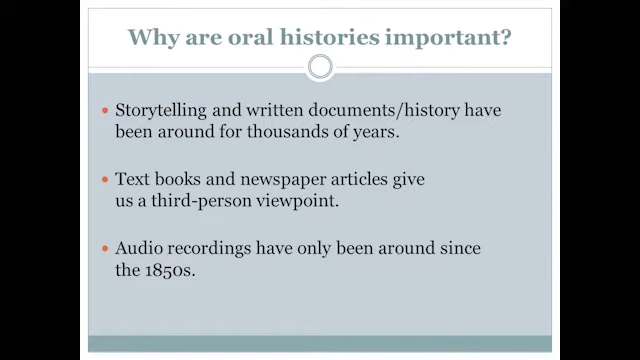 Why are oral histories important?
Storytelling and written documents/history have
been around for thousands of years.
Text books and newspaper articles give
us a third-person viewpoint.
Audio recordings have only been around since
the 1850s.